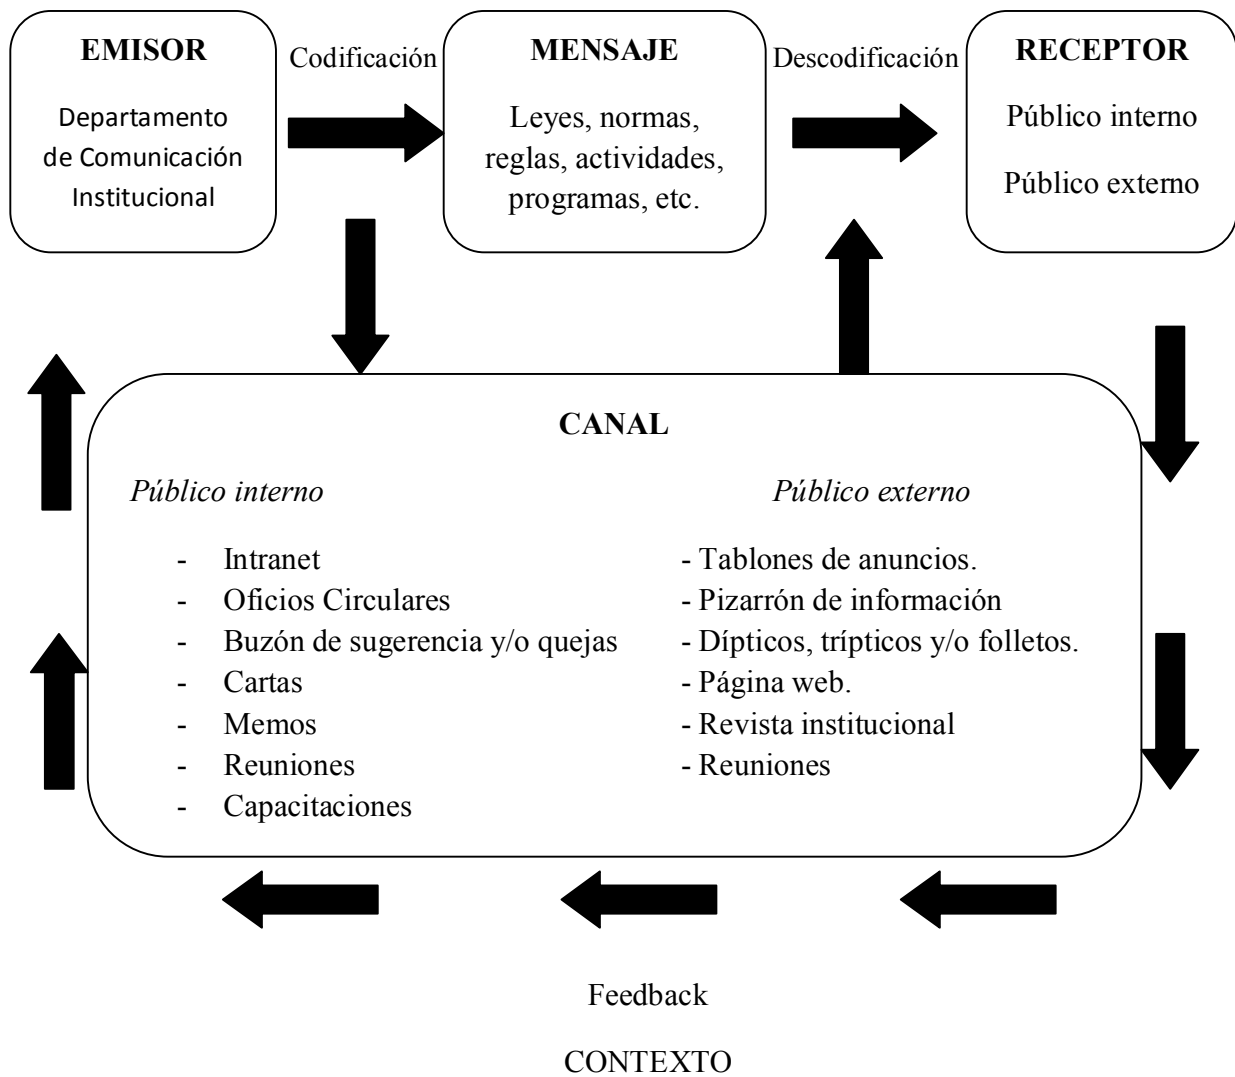 EMISOR
Departamento
de Comunicación
Institucional
Codificación
MENSAJE
Leyes, normas,
reglas, actividades,
programas, etc.
Descodificación
RECEPTOR
Público interno
Público externo
CANAL
Público interno
- Intranet
- Oficios Circulares
- Buzón de sugerencia y/o quejas
- Cartas
- Memos
- Reuniones
- Capacitaciones
Público externo
- Tablones de anuncios.
- Pizarrón de información
- Dípticos, trípticos y/o folletos.
- Página web.
- Revista institucional
- Reuniones
Feedback
CONTEXTO